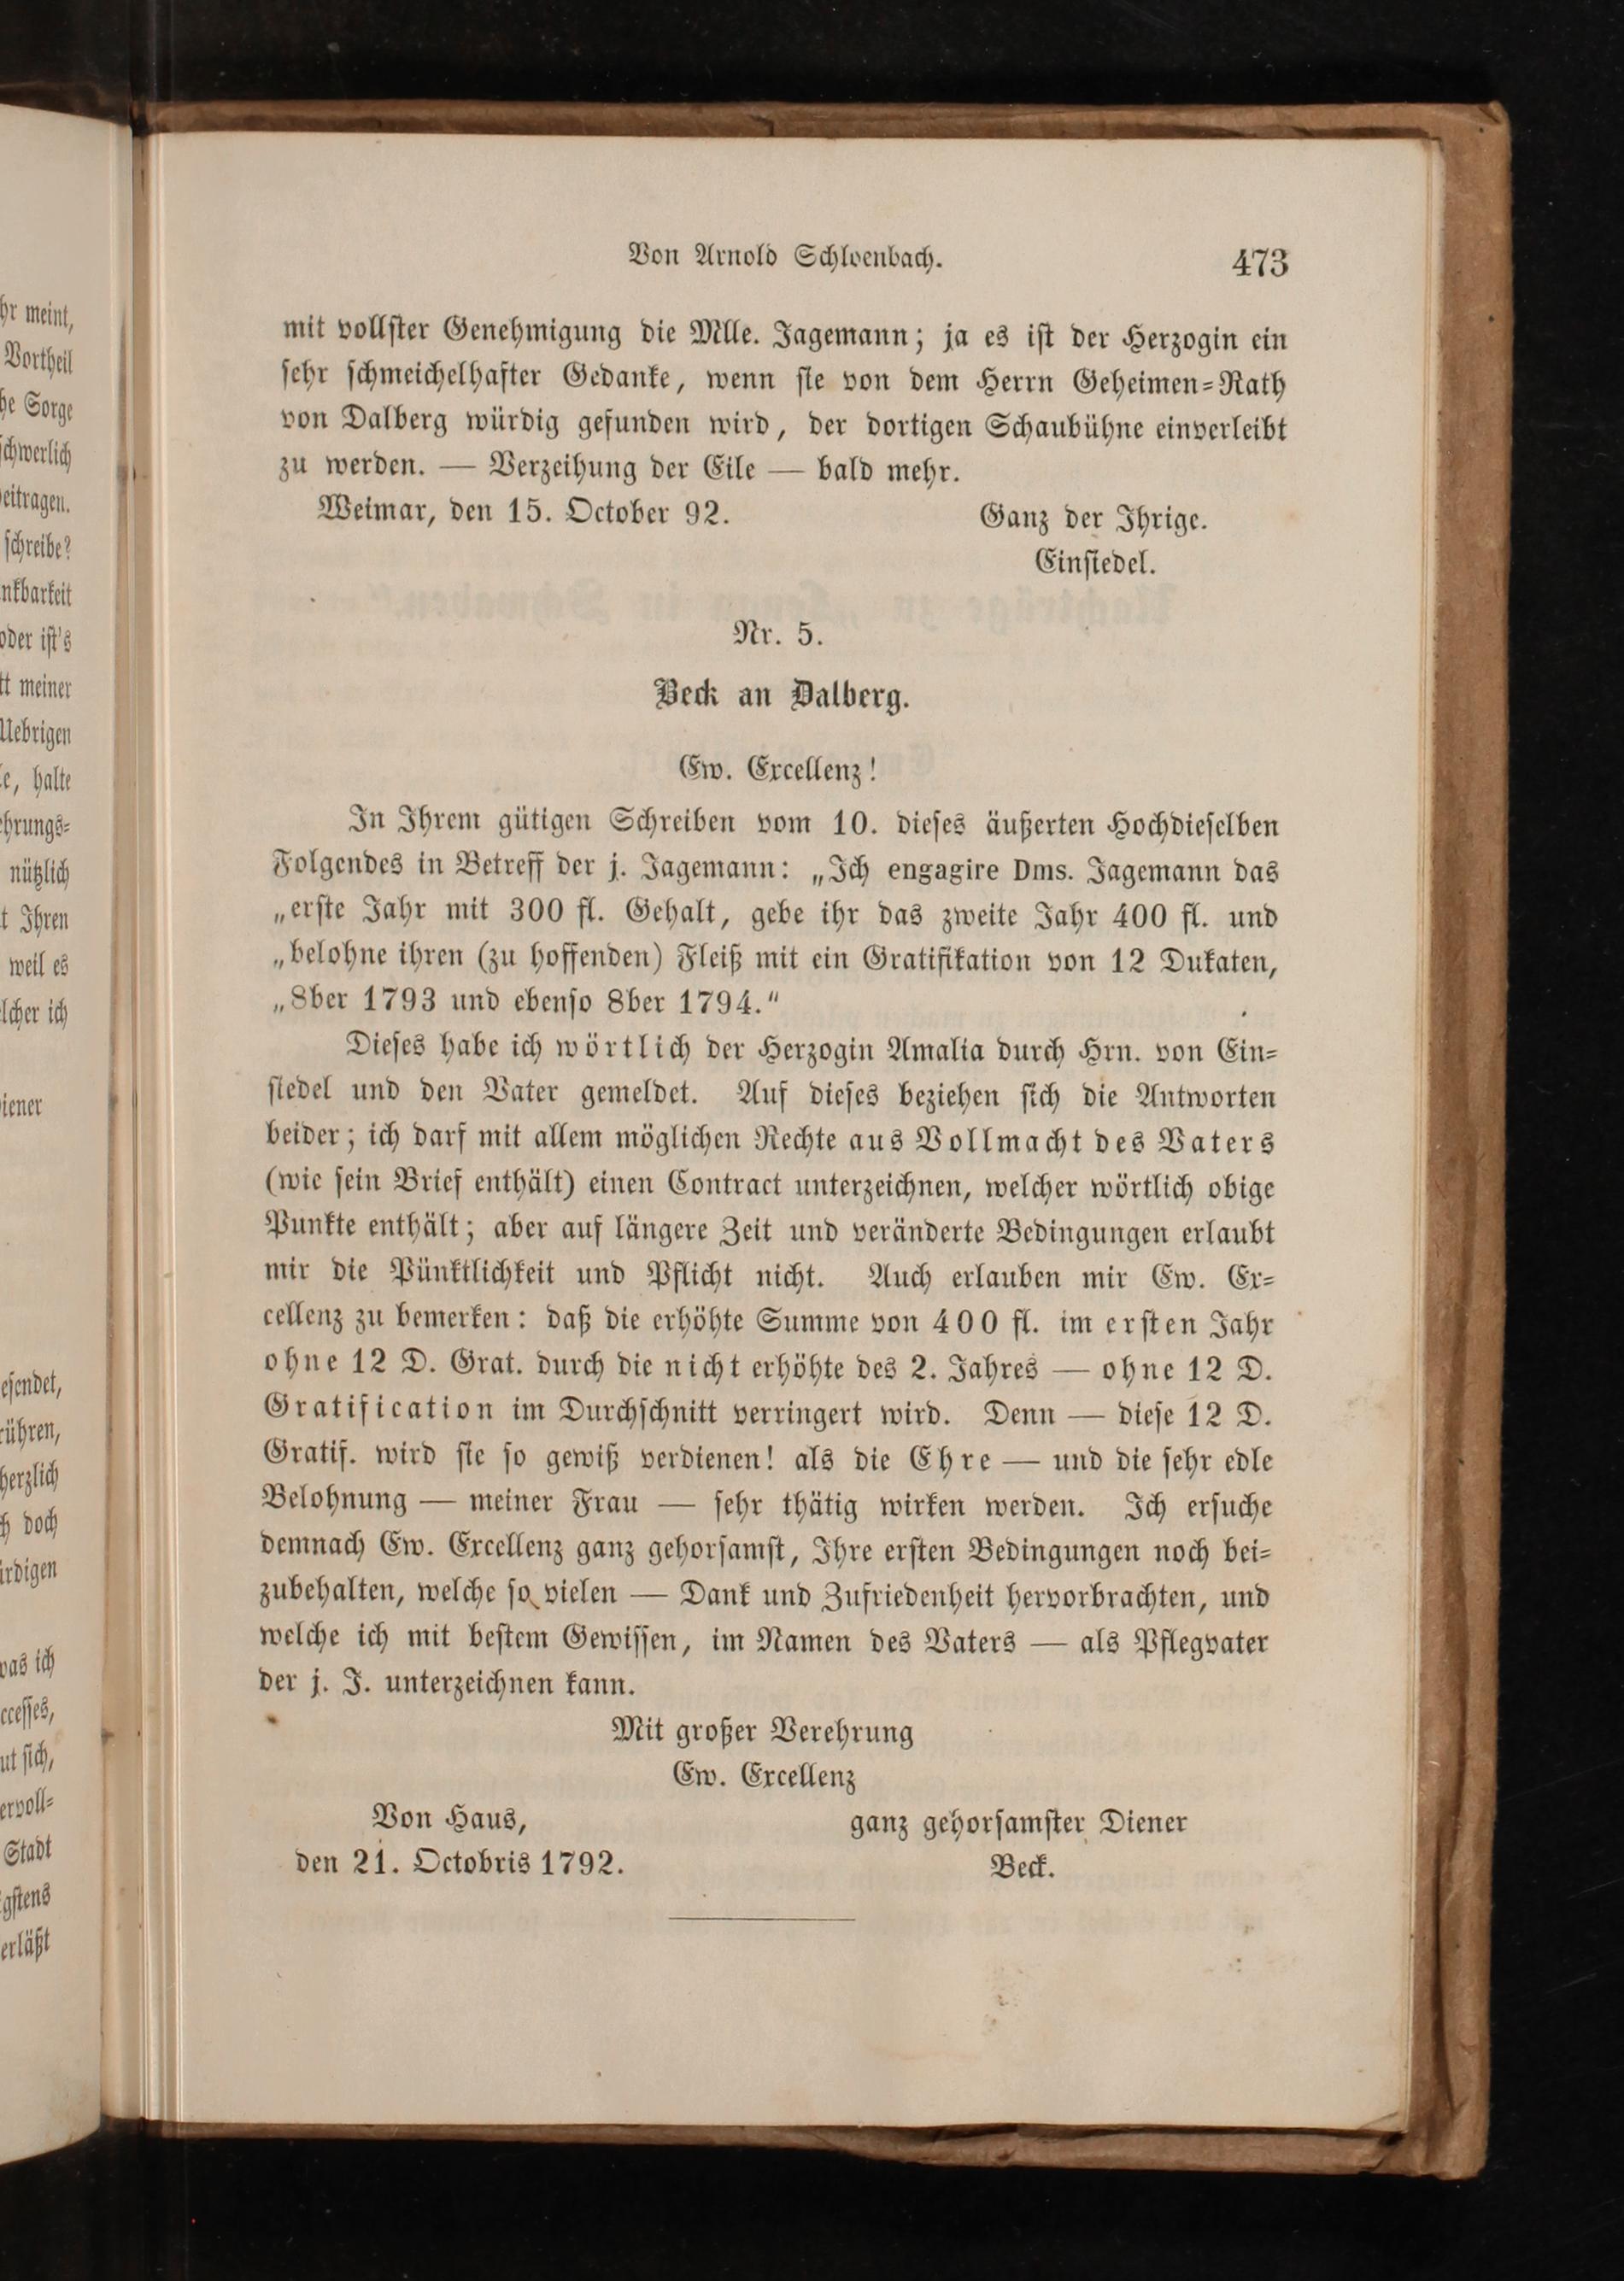 Von Arnold Schloenbach.
473
mit vollster Genehmigung die Mlle. Jagemann; ja es ist der Herzogin ein
sehr schmeichelhafter Gedanke, wenn sie von dem Herrn Geheimen-Rath
von Dalberg würdig gefunden wird, der dortigen Schaubühne einverleibt
zu werden. — Verzeihung der Eile — bald mehr.
Weimar, den 15. October 92.
Ganz der Ihrige.
Einsiedel.
Nr. 5.
Beck an Dalberg.
Ew. Excellenz!
In Ihrem gütigen Schreiben vom 10. dieses äußerten Hochdieselben
Folgendes in Betreff der j. Jagemann: „Ich engagire Dms. Jagemann das
„erste Jahr mit 300 fl. Gehalt, gebe ihr das zweite Jahr 400 fl. und
„belohne ihren (zu hoffenden) Fleiß mit ein Gratifikation von 12 Dukaten,
„8ber 1793 und ebenso 8ber 1794.“
Dieses habe ich wörtlich der Herzogin Amalia durch Hrn. von Ein-
siedel und den Vater gemeldet. Auf dieses beziehen sich die Antworten
beider; ich darf mit allem möglichen Rechte aus Vollmacht des Vaters
(wie sein Brief enthält) einen Contract unterzeichnen, welcher wörtlich obige
Punkte enthält; aber auf längere Zeit und veränderte Bedingungen erlaubt
mir die Pünktlichkeit und Pflicht nicht. Auch erlauben mir Ew. Ex-
cellenz zu bemerken: daß die erhöhte Summe von 400 fl. im ersten Jahr
ohne 12 D. Grat. durch die nicht erhöhte des 2. Jahres — ohne 12 D.
Gratification im Durchschnitt verringert wird. Denn — diese 12 D.
Gratif. wird sie so gewiß verdienen! als die Ehre — und die sehr edle
Belohnung — meiner Frau — sehr thätig wirken werden. Ich ersuche
demnach Ew. Excellenz ganz gehorsamst, Ihre ersten Bedingungen noch bei-
zubehalten, welche so vielen — Dank und Zufriedenheit hervorbrachten, und
welche ich mit bestem Gewissen, im Namen des Vaters — als Pflegvater
der j. J. unterzeichnen kann.
Mit großer Verehrung
Ew. Excellenz
Von Haus,
ganz gehorsamster Diener
den 21. Octobris 1792.
Beck.